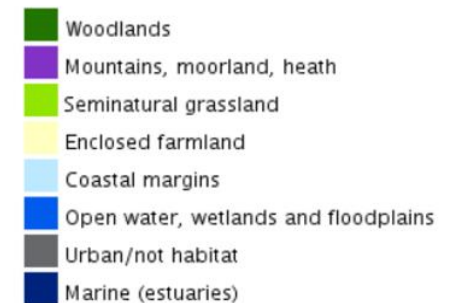 Woodlands
Mountains, moorland, heath
Seminatural grassland
Enclosed farmland
Coastal margins
Open water, wetlands and floodplains
Urban/not habitat
Marine (estuaries)